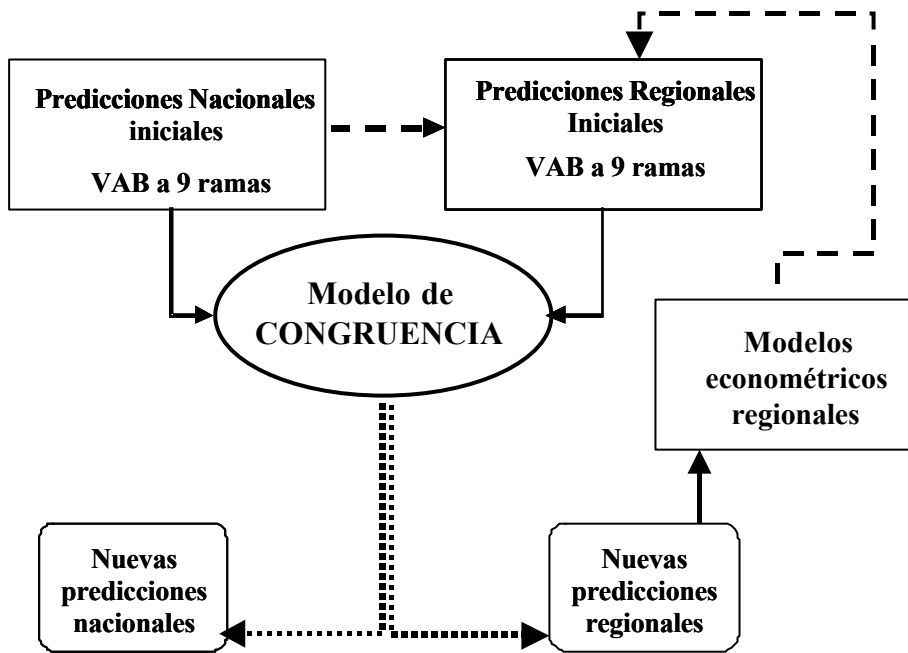 Predicciones Nacionales
iniciales
VAB a 9 ramas
Predicciones Regionales
Iniciales
VAB a 9 ramas
Modelo de
CONGRUENCIA
Modelos
econométricos
regionales
Nuevas
predicciones
nacionales
Nuevas
predicciones
regionales